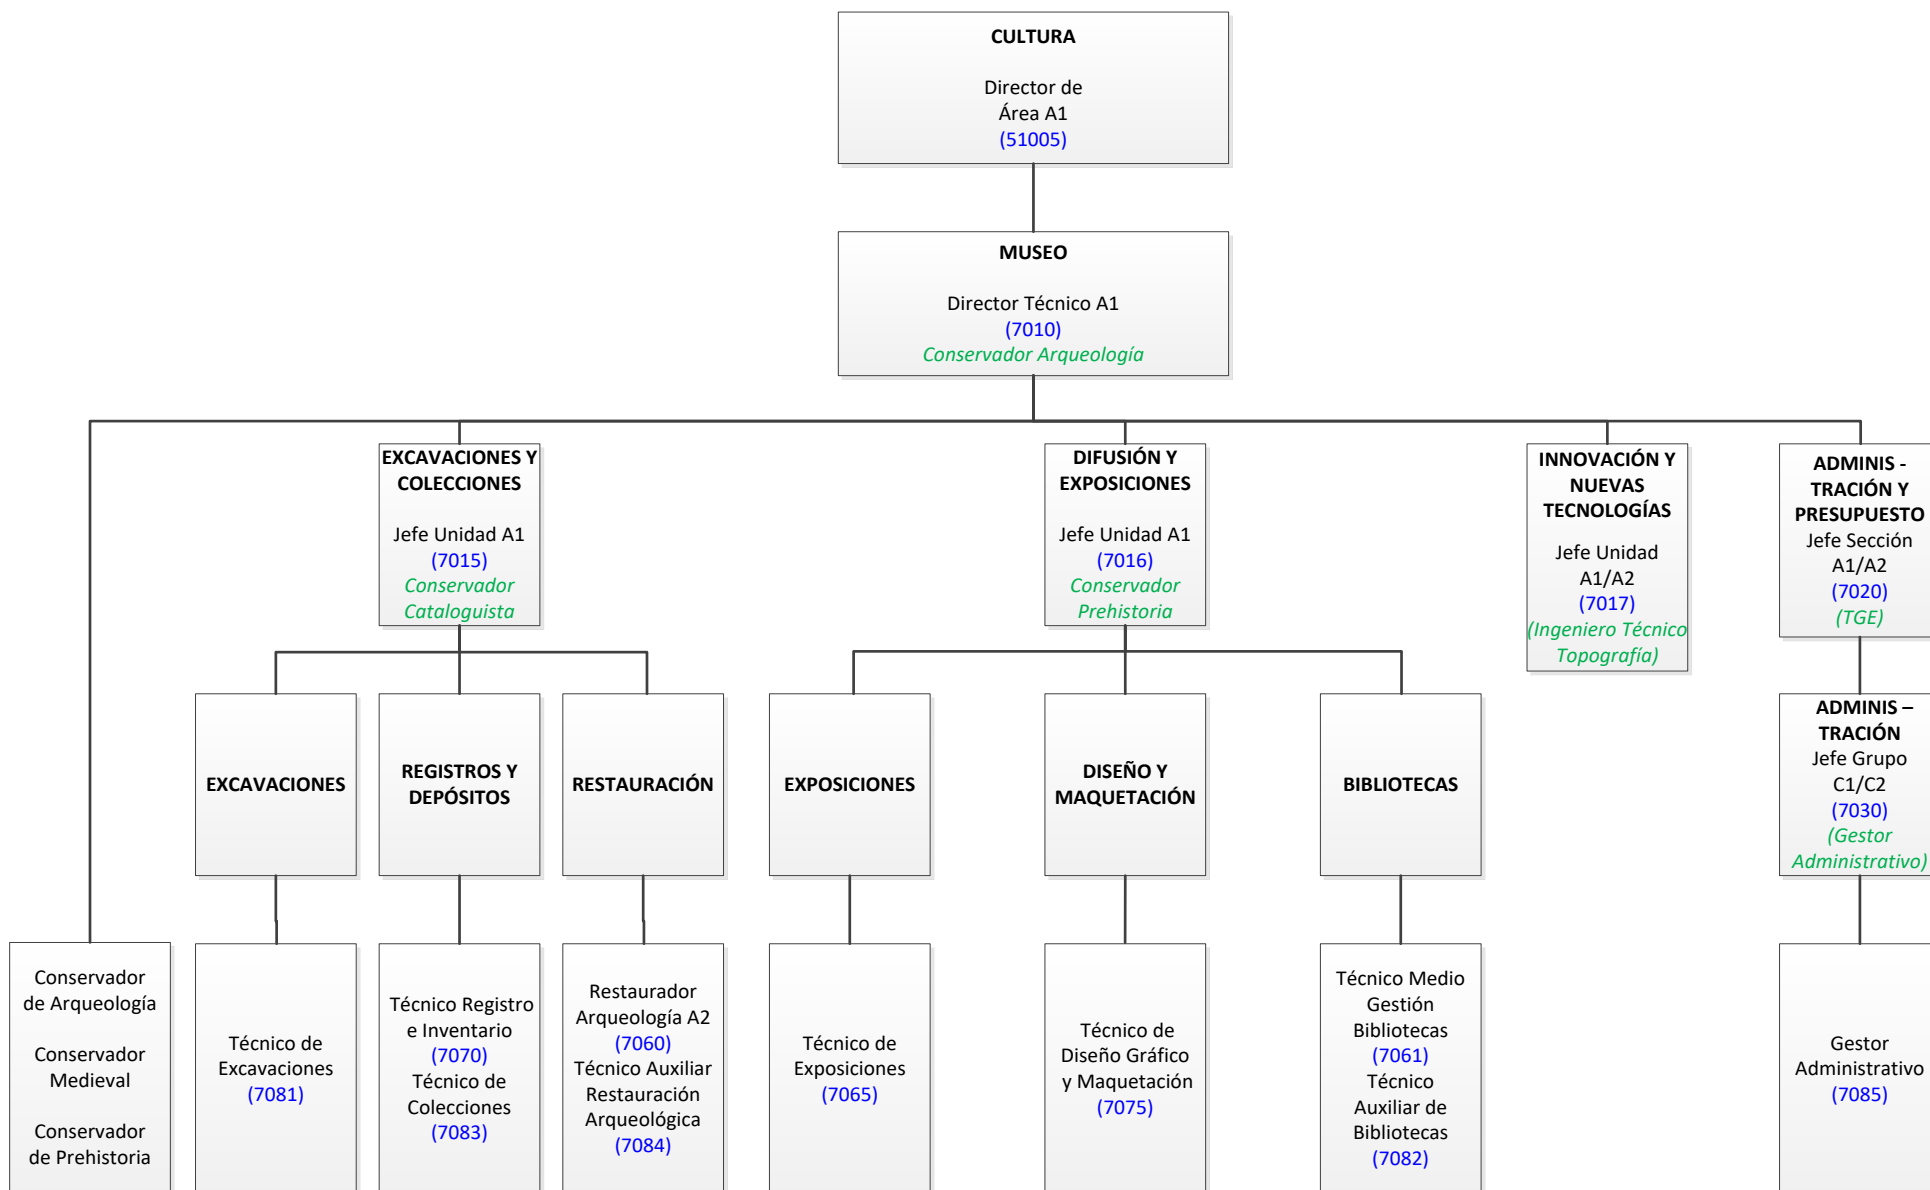 CULTURA
Director de
Área A1
(51005)
MUSEO
Director Técnico A1
(7010)
Conservador Arqueología
EXCAVACIONES Y
COLECCIONES
Jefe Unidad A1
(7015)
Conservador
Cataloguista
DIFUSIÓN Y
EXPOSICIONES
Jefe Unidad A1
(7016)
Conservador
Prehistoria
INNOVACIÓN Y
NUEVAS
TECNOLOGÍAS
Jefe Unidad
A1/A2
(7017)
(Ingeniero Técnico
Topografía)
ADMINIS -
TRACIÓN Y
PRESUPUESTO
Jefe Sección
A1/A2
(7020)
(TGE)
EXCAVACIONES
REGISTROS Y
DEPÓSITOS
RESTAURACIÓN
EXPOSICIONES
DISEÑO Y
MAQUETACIÓN
BIBLIOTECAS
ADMINIS –
TRACIÓN
Jefe Grupo
C1/C2
(7030)
(Gestor
Administrativo)
Conservador
de Arqueología
Conservador
Medieval
Conservador
de Prehistoria
Técnico de
Excavaciones
(7081)
Técnico Registro
e Inventario
(7070)
Técnico de
Colecciones
(7083)
Restaurador
Arqueología A2
(7060)
Técnico Auxiliar
Restauración
Arqueológica
(7084)
Técnico de
Exposiciones
(7065)
Técnico de
Diseño Gráfico
y Maquetación
(7075)
Técnico Medio
Gestión
Bibliotecas
(7061)
Técnico
Auxiliar de
Bibliotecas
(7082)
Gestor
Administrativo
(7085)